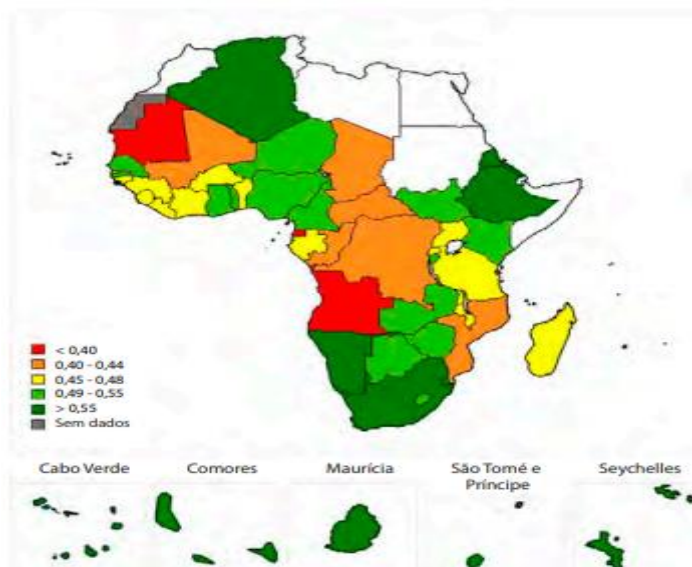 < 0,40
0,40 - 0,44
0,45 - 0,48
0,49 - 0,55
> 0,55
Sem dados
Cabo Verde
Comores
Maurícia
São Tomé e
Príncipe
Seychelles